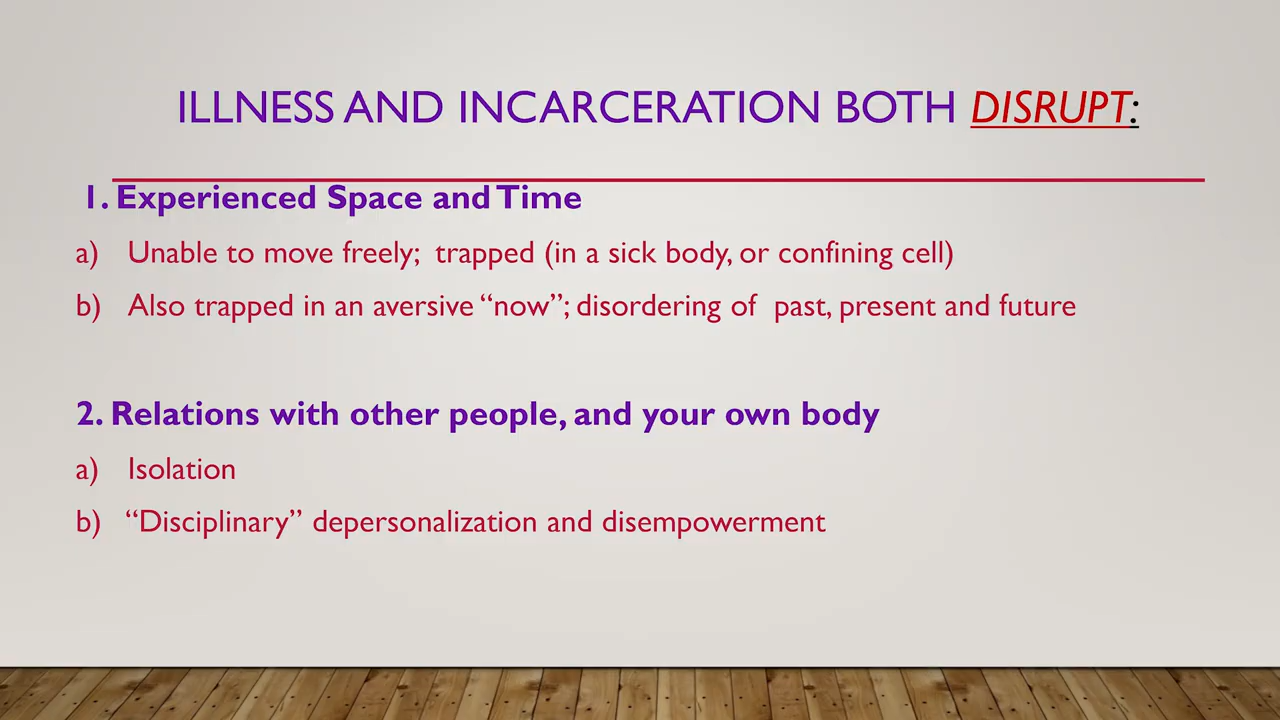 ILLNESS AND INCARCERATION BOTH DISRUPT:
1. Experienced Space and Time
a) Unable to move freely; trapped (in a sick body, or confining cell)
b) Also trapped in an aversive “now”; disordering of past, present and future
2. Relations with other people, and your own body
a) Isolation
b) “Disciplinary” depersonalization and disempowerment